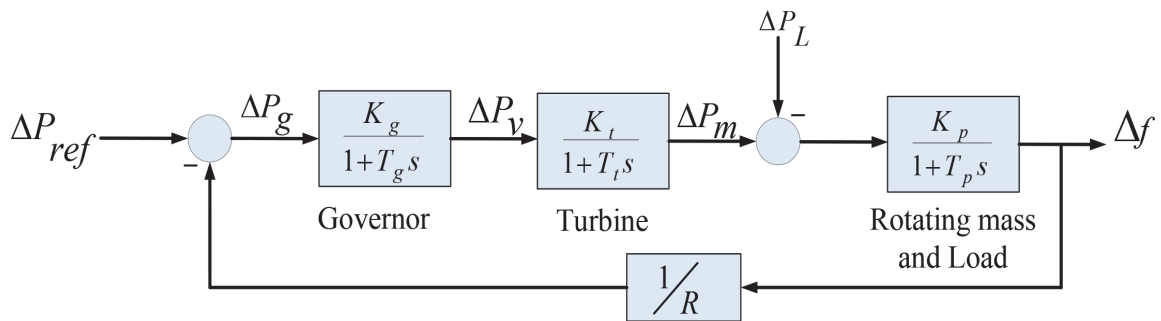 ΔP_L
ΔP_ref
-
ΔP_g
K_g
1+T_g s
Governor
ΔP_v
K_t
1+T_t s
Turbine
ΔP_m
-
K_p
1+T_p s
Rotating mass
and Load
Δf
1/R